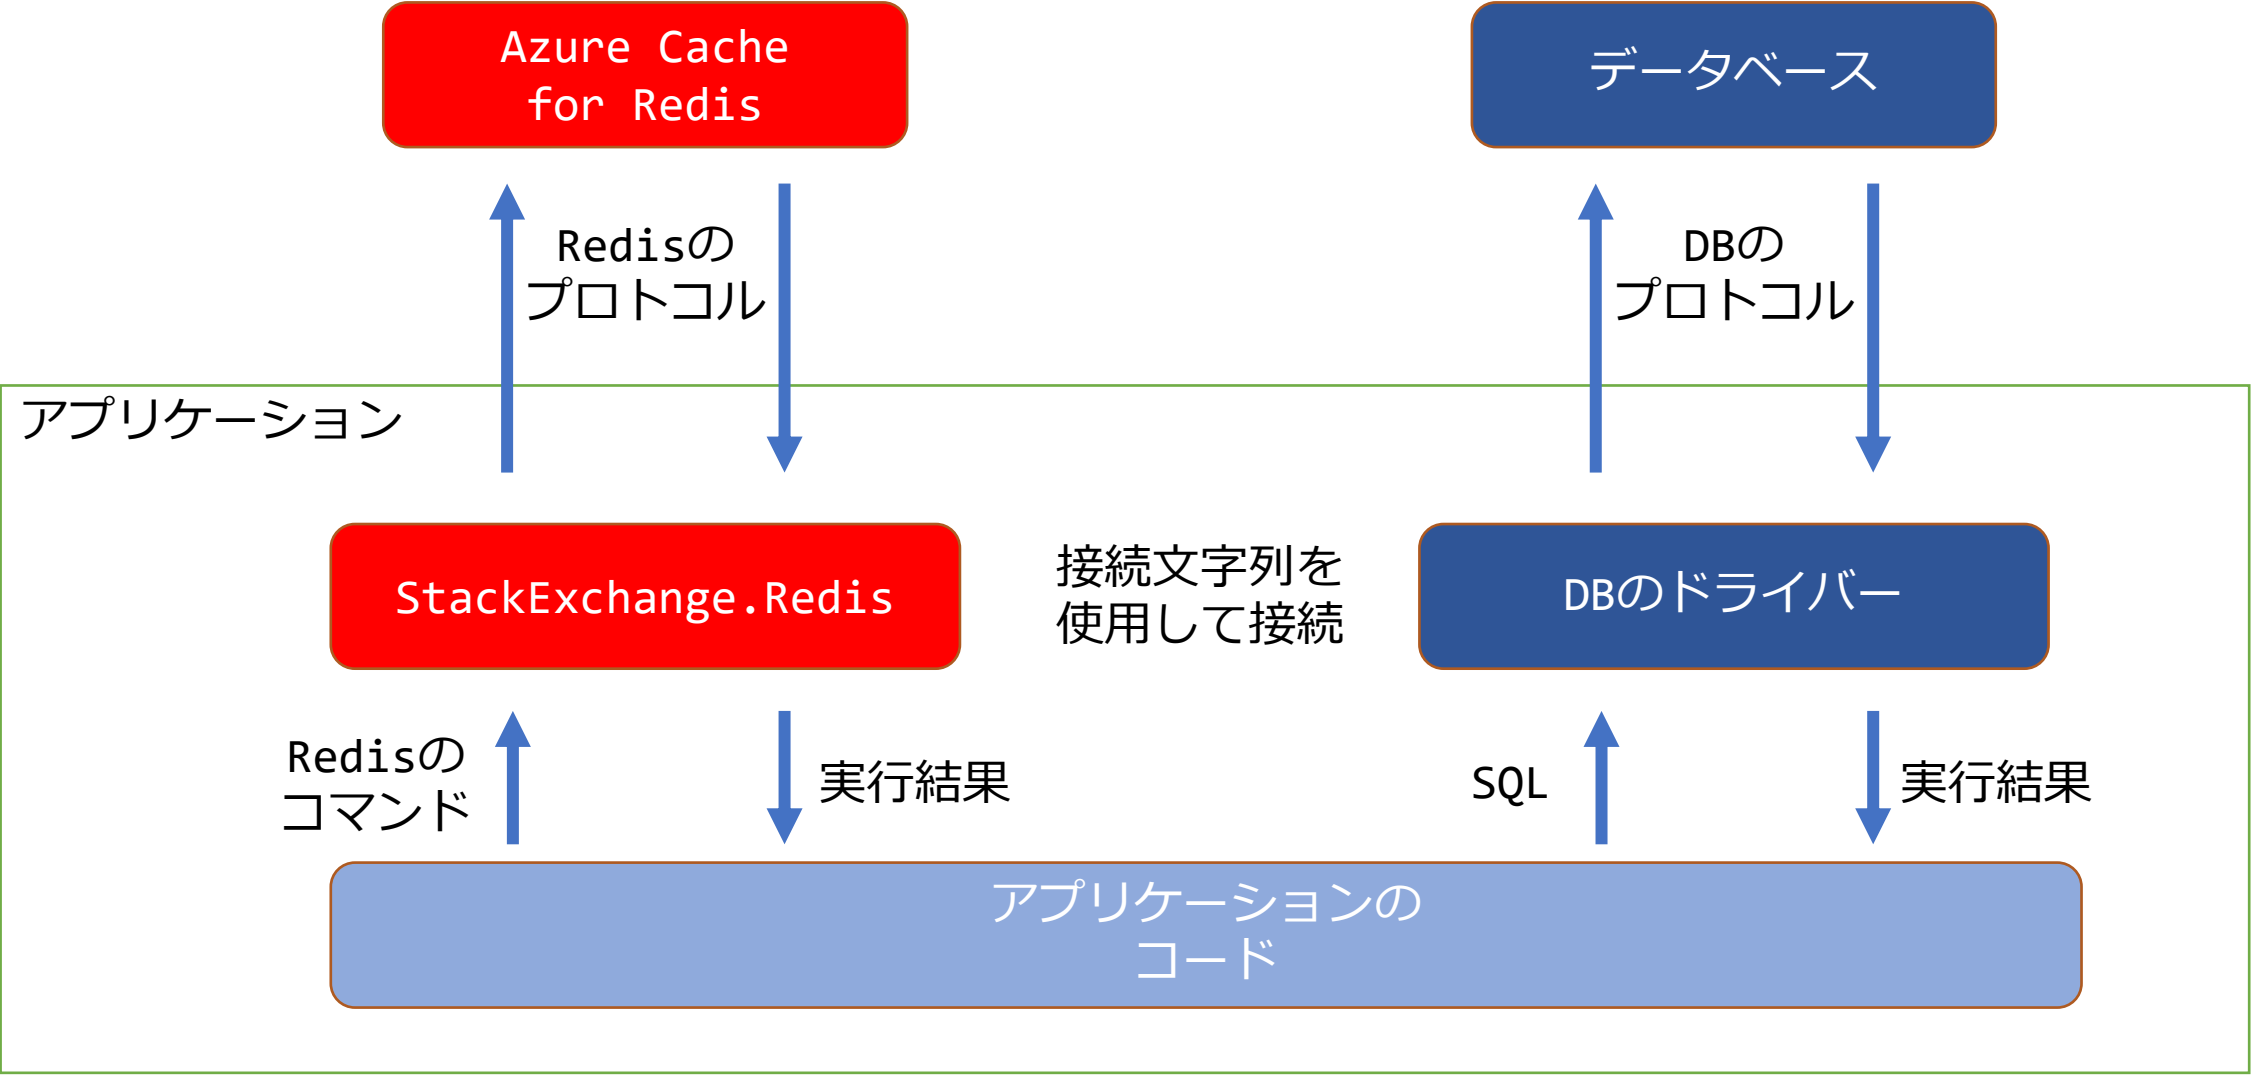 Azure Cache
for Redis
データベース
Redisの
プロトコル
DBの
プロトコル
アプリケーション
StackExchange.Redis
接続文字列を
使用して接続
DBのドライバー
Redisの
コマンド
実行結果
SQL
実行結果
アプリケーションの
コード